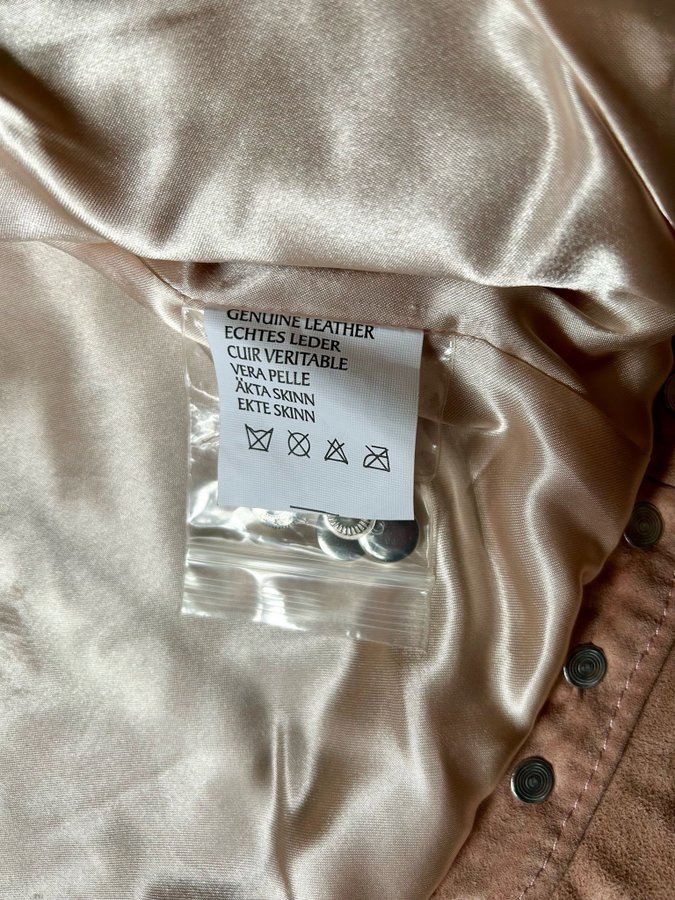 GENUINE LEATHER
ECHTES LEDER
CUIR VERITABLE
VERA PELLE
ÄKTA SKINN
EKTE SKINN